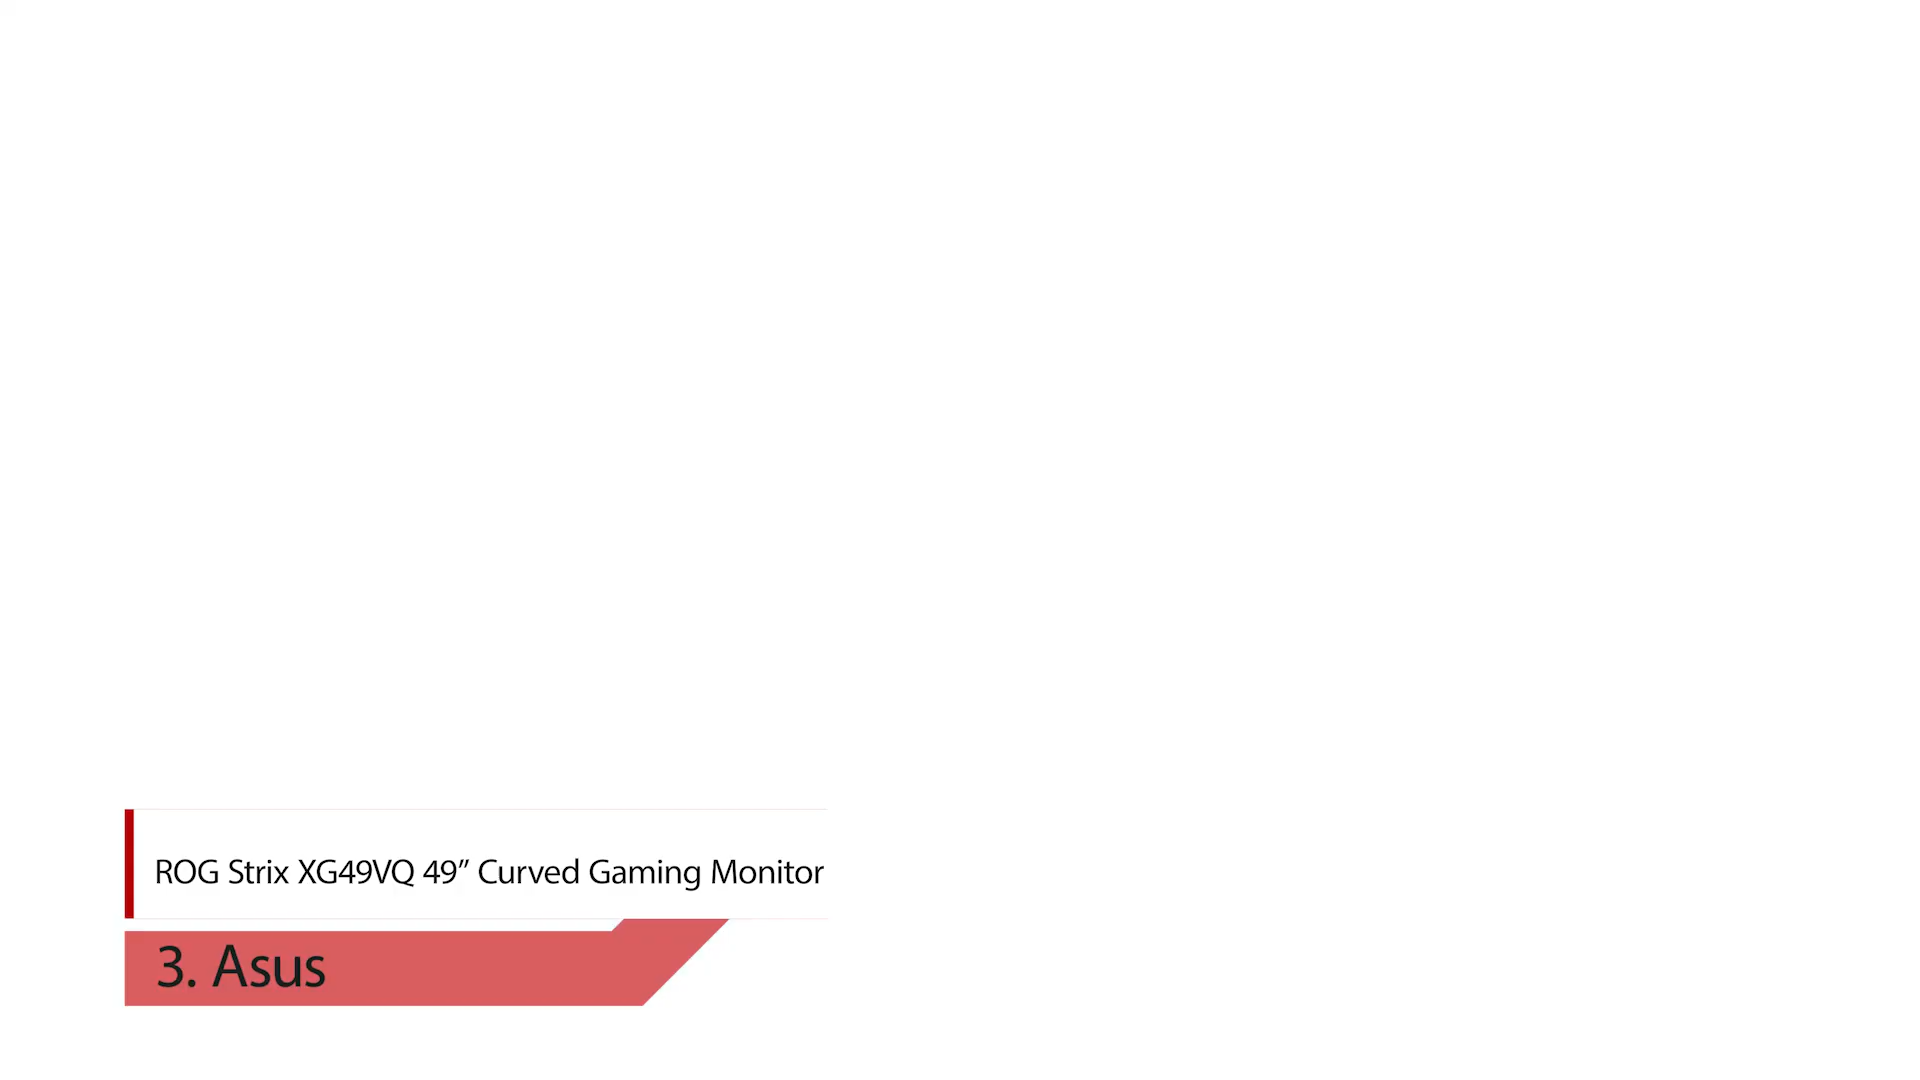 ROG Strix XG49VQ 49” Curved Gaming Monitor
3. Asus